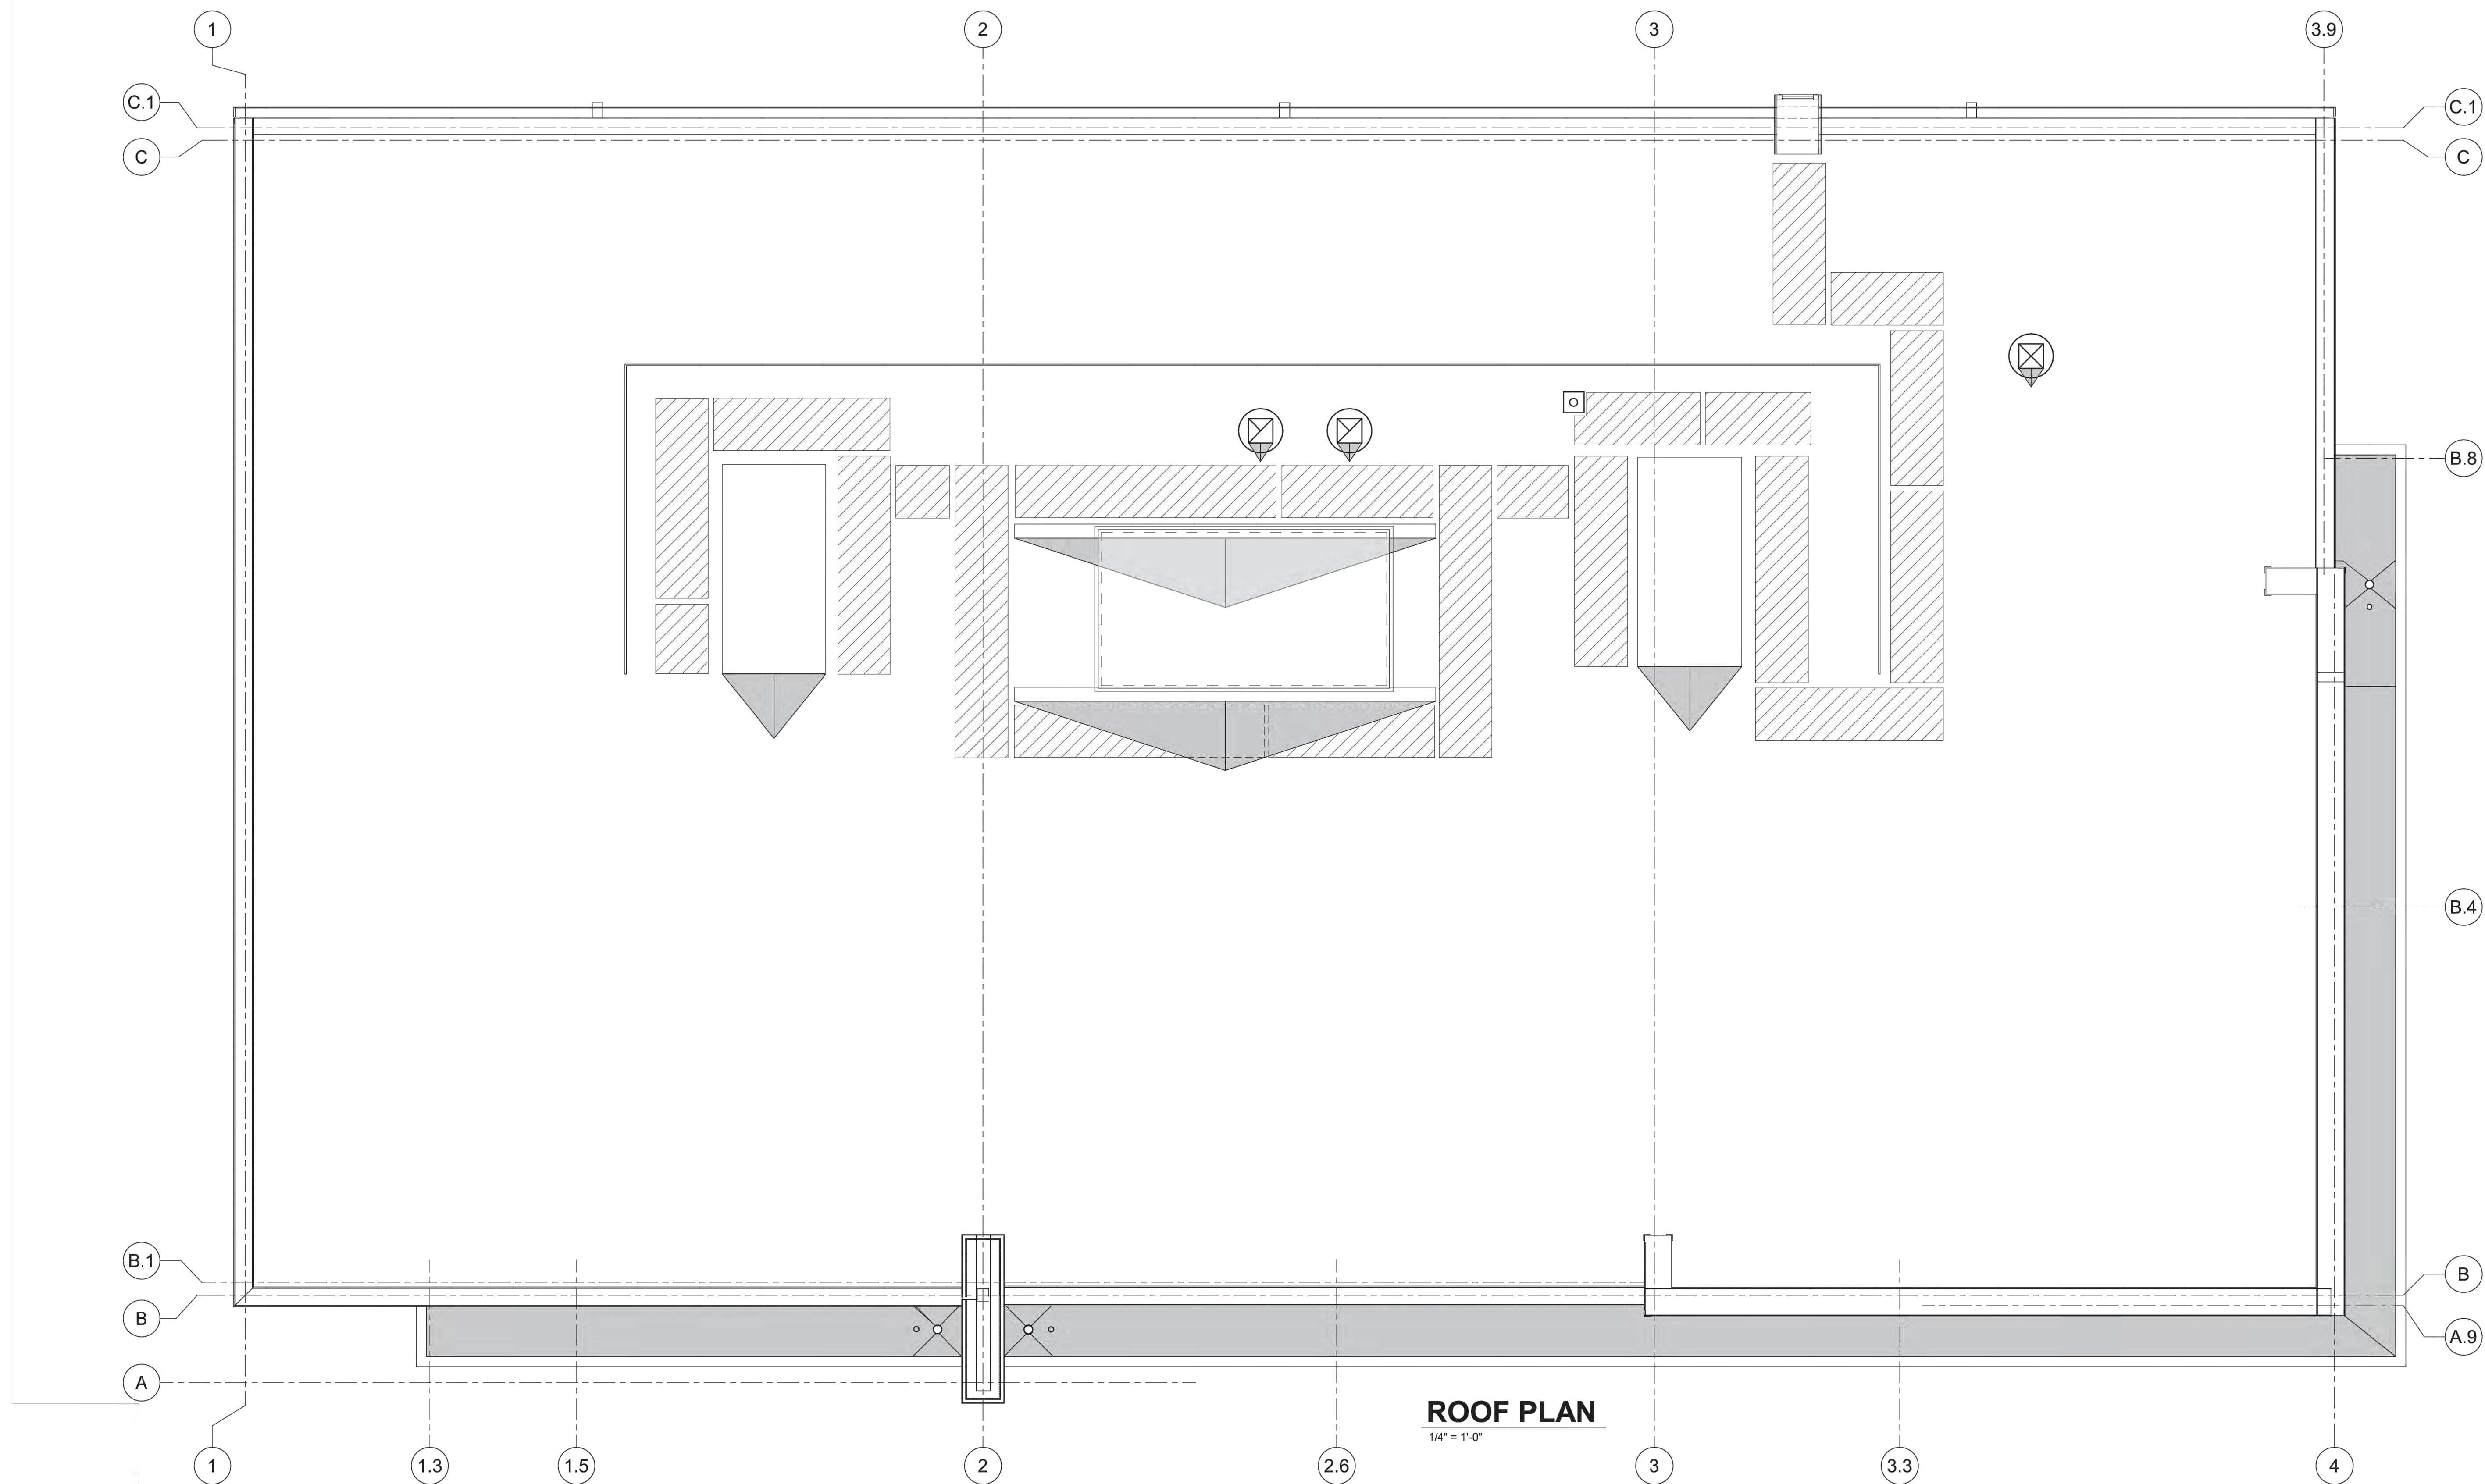 1
2
3
3.9
C.1
C.1
C
C
B.8
B.4
B.1
B
B
A.9
A
ROOF PLAN
1/4" = 1'-0"
1
1.3
1.5
2
2.6
3
3.3
4